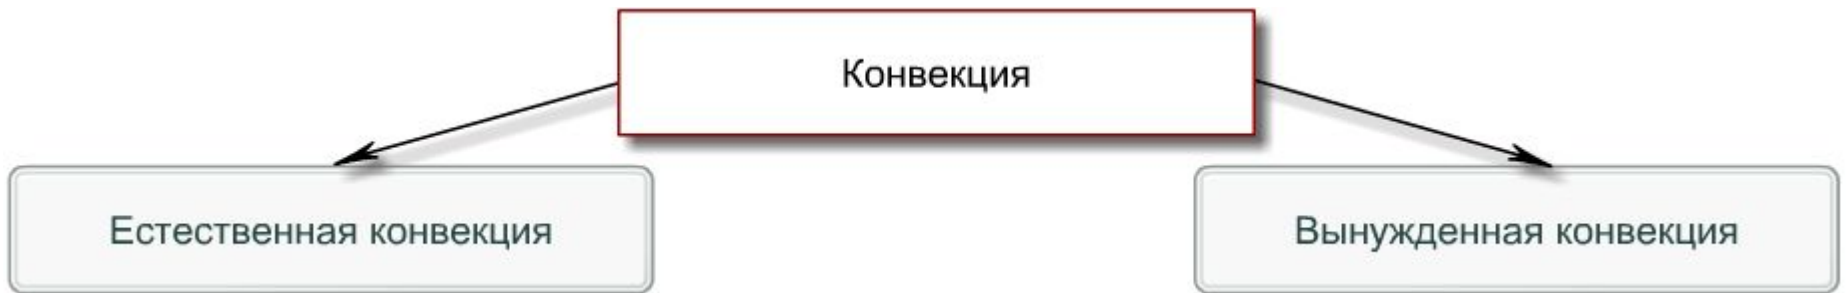 Конвекция
Естественная конвекция
Вынужденная конвекция